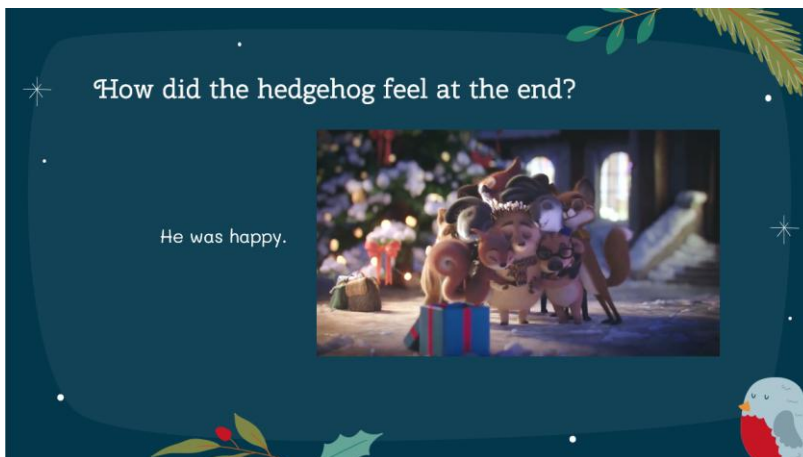 How did the hedgehog feel at the end?
He was happy.